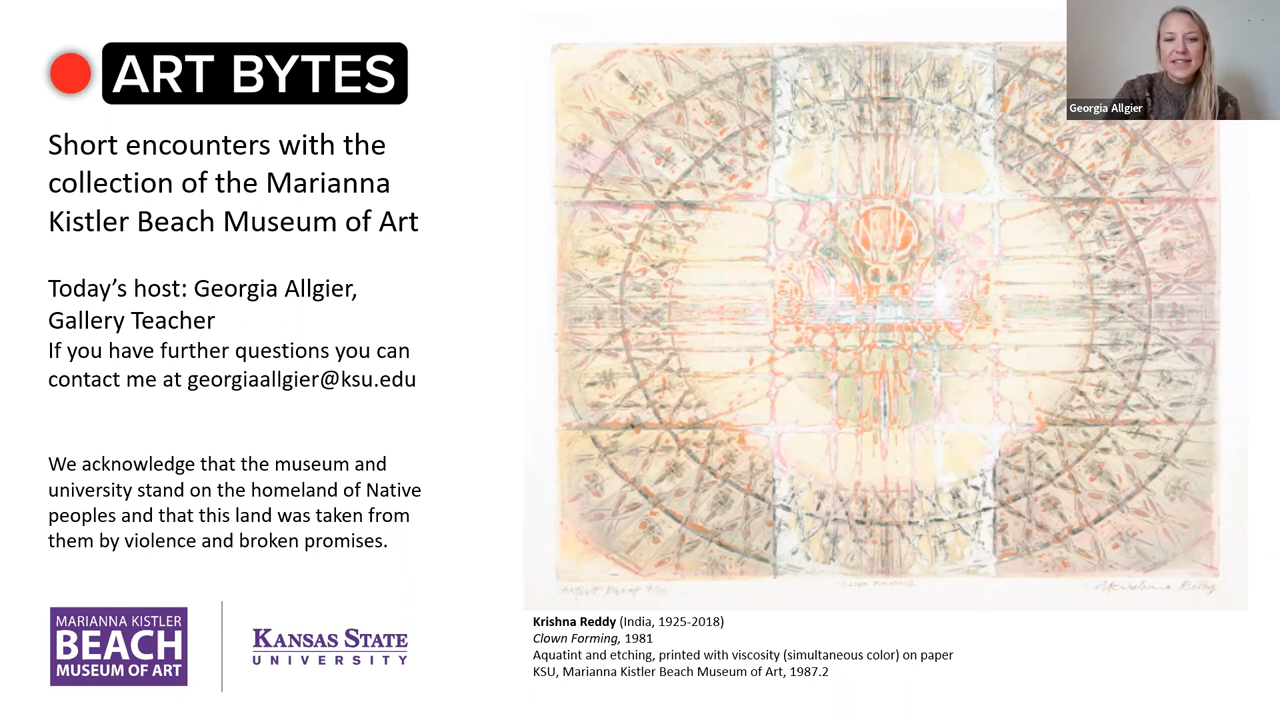 ART BYTES
Short encounters with the
collection of the Marianna
Kistler Beach Museum of Art
Today's host: Georgia Allgier,
Gallery Teacher
If you have further questions you can
contact me at georgiaallgier@ksu.edu
We acknowledge that the museum and
university stand on the homeland of Native
peoples and that this land was taken from
them by violence and broken promises.
MARIANNA KISTLER
BEACH
MUSEUM OF ART
KANSAS STATE
UNIVERSITY
Georgia Allgier
Artist Proof
Krishna Reddy (India, 1925-2018)
Clown Forming, 1981
Aquatint and etching, printed with viscosity (simultaneous color) on paper
KSU, Marianna Kistler Beach Museum of Art, 1987.2